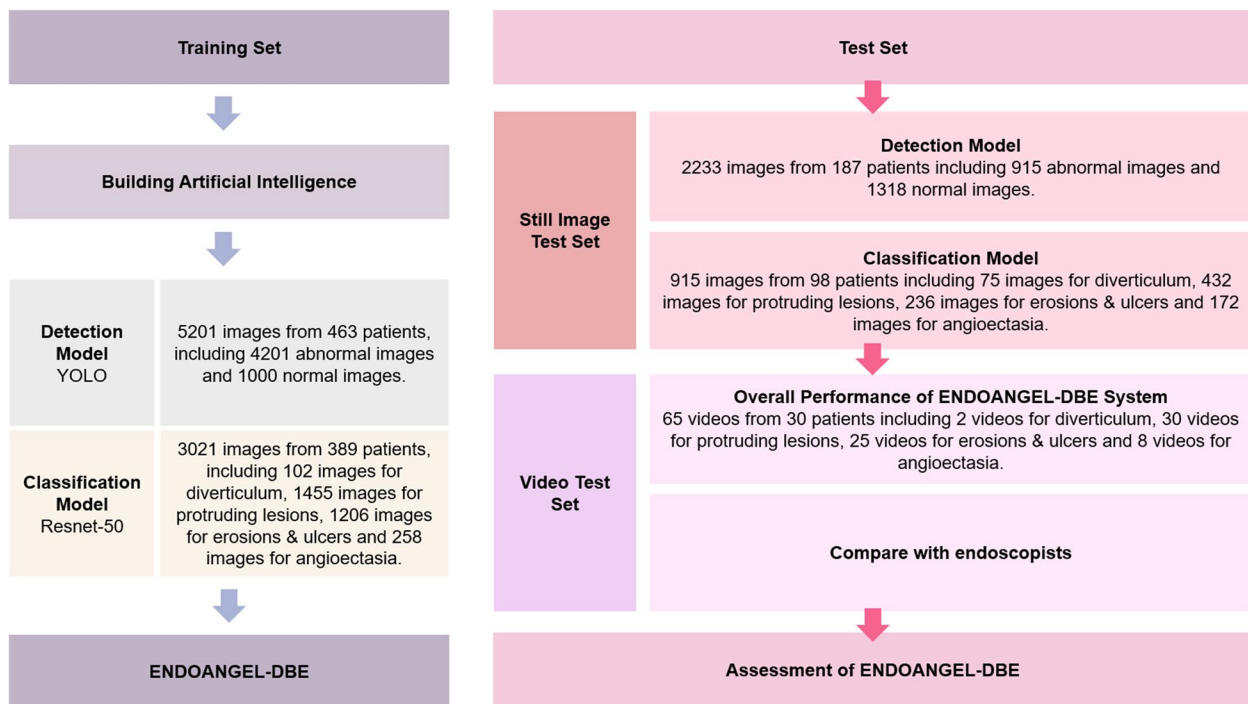 Training Set
Building Artificial Intelligence
Detection
Model
YOLO
5201 images from 463 patients,
including 4201 abnormal images
and 1000 normal images.
Classification
Model
Resnet-50
3021 images from 389 patients,
including 102 images for
diverticulum, 1455 images for
protruding lesions, 1206 images
for erosions & ulcers and 258
images for angioectasia.
ENDOANGEL-DBE
Test Set
Still Image
Test Set
Detection Model
2233 images from 187 patients including 915 abnormal images and
1318 normal images.
Classification Model
915 images from 98 patients including 75 images for diverticulum, 432
images for protruding lesions, 236 images for erosions & ulcers and 172
images for angioectasia.
Video Test
Set
Overall Performance of ENDOANGEL-DBE System
65 videos from 30 patients including 2 videos for diverticulum, 30 videos
for protruding lesions, 25 videos for erosions & ulcers and 8 videos for
angioectasia.
Compare with endoscopists
Assessment of ENDOANGEL-DBE